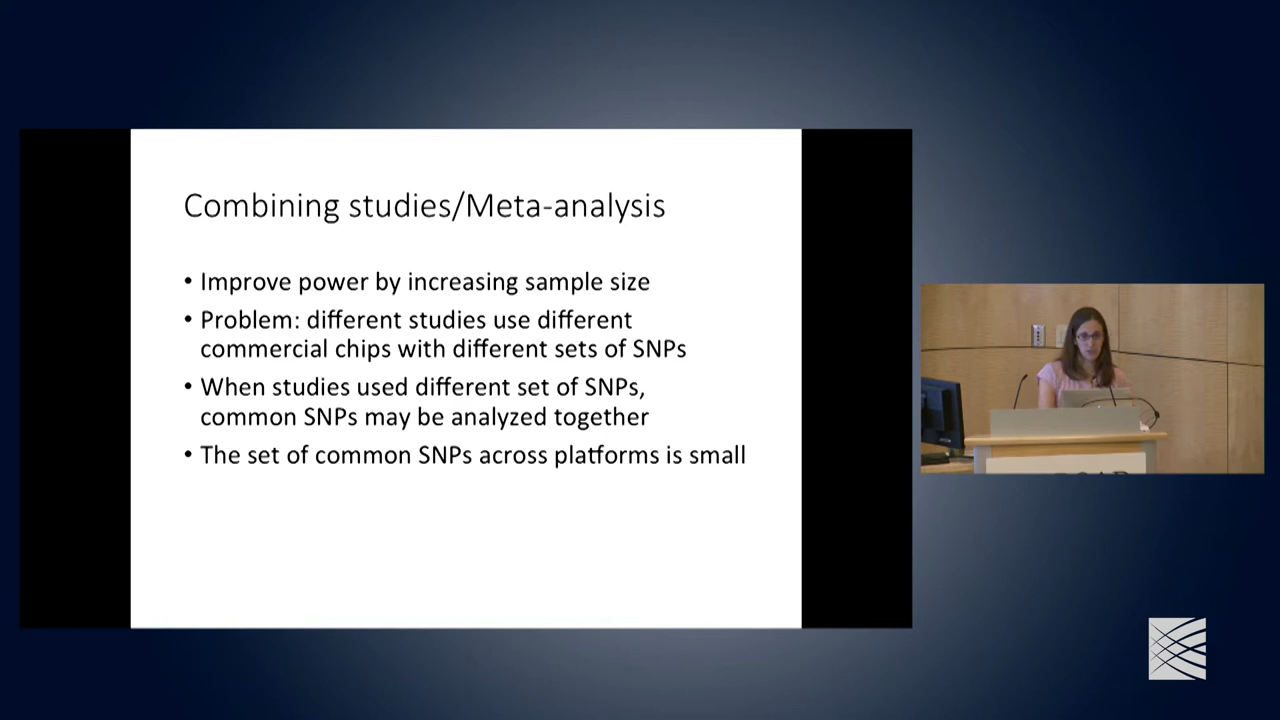 Combining studies/Meta-analysis
• Improve power by increasing sample size
• Problem: different studies use different
commercial chips with different sets of SNPs
• When studies used different set of SNPs,
common SNPs may be analyzed together
• The set of common SNPs across platforms is small